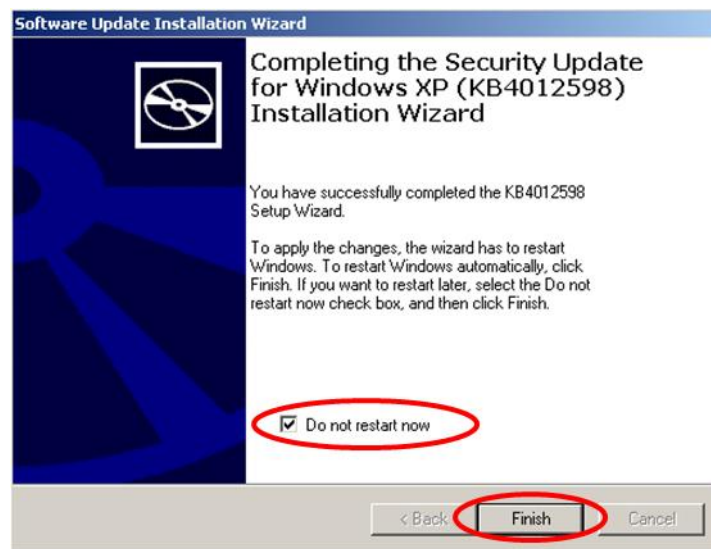 Software Update Installation Wizard
Completing the Security Update
for Windows XP (KB4012598)
Installation Wizard
You have successfully completed the KB4012598
Setup Wizard.
To apply the changes, the wizard has to restart
Windows. To restart Windows automatically, click
Finish. If you want to restart later, select the Do not
restart now check box, and then click Finish.
Do not restart now
< Back
Finish
Cancel